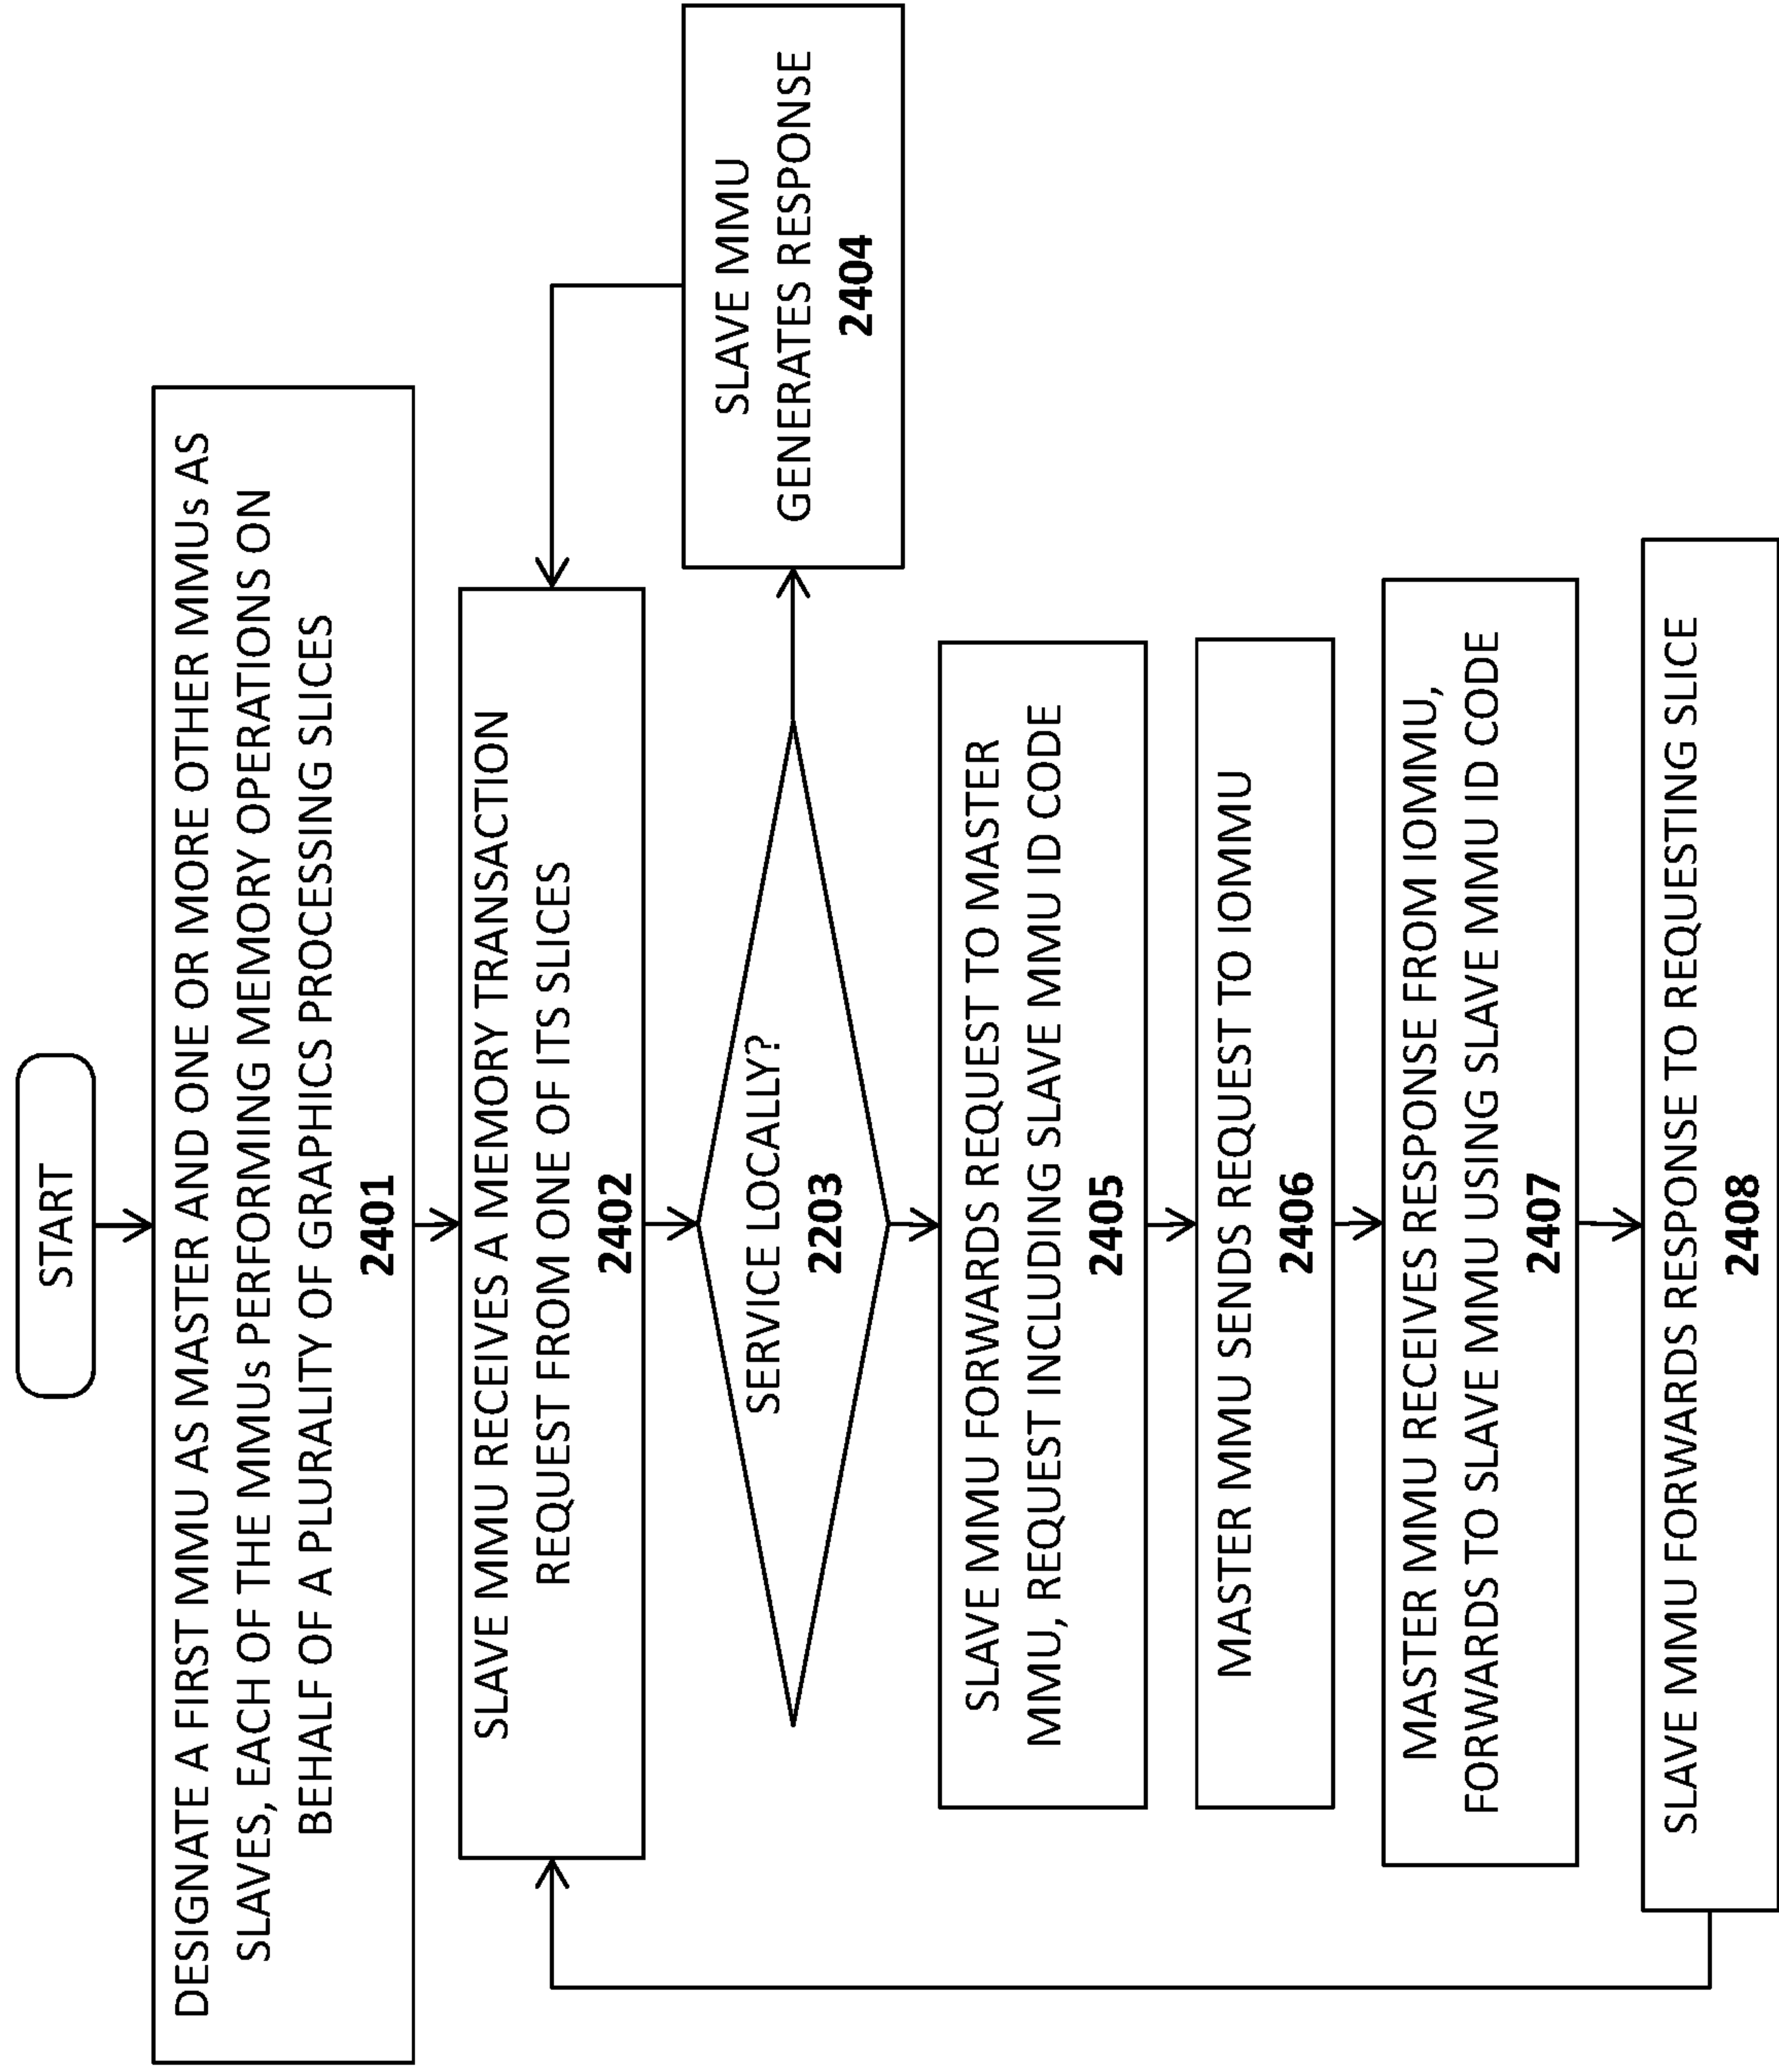 START
DESIGNATE A FIRST MMU AS MASTER AND ONE OR MORE OTHER MMUs AS
SLAVES, EACH OF THE MMUs PERFORMING MEMORY OPERATIONS ON
BEHALF OF A PLURALITY OF GRAPHICS PROCESSING SLICES
2401
SLAVE MMU RECEIVES A MEMORY TRANSACTION
REQUEST FROM ONE OF ITS SLICES
2402
SERVICE LOCALLY?
2203
SLAVE MMU
GENERATES RESPONSE
2404
SLAVE MMU FORWARDS REQUEST TO MASTER
MMU, REQUEST INCLUDING SLAVE MMU ID CODE
2405
MASTER MMU SENDS REQUEST TO IOMMU
2406
MASTER MMU RECEIVES RESPONSE FROM IOMMU,
FORWARDS TO SLAVE MMU USING SLAVE MMU ID CODE
2407
SLAVE MMU FORWARDS RESPONSE TO REQUESTING SLICE
2408